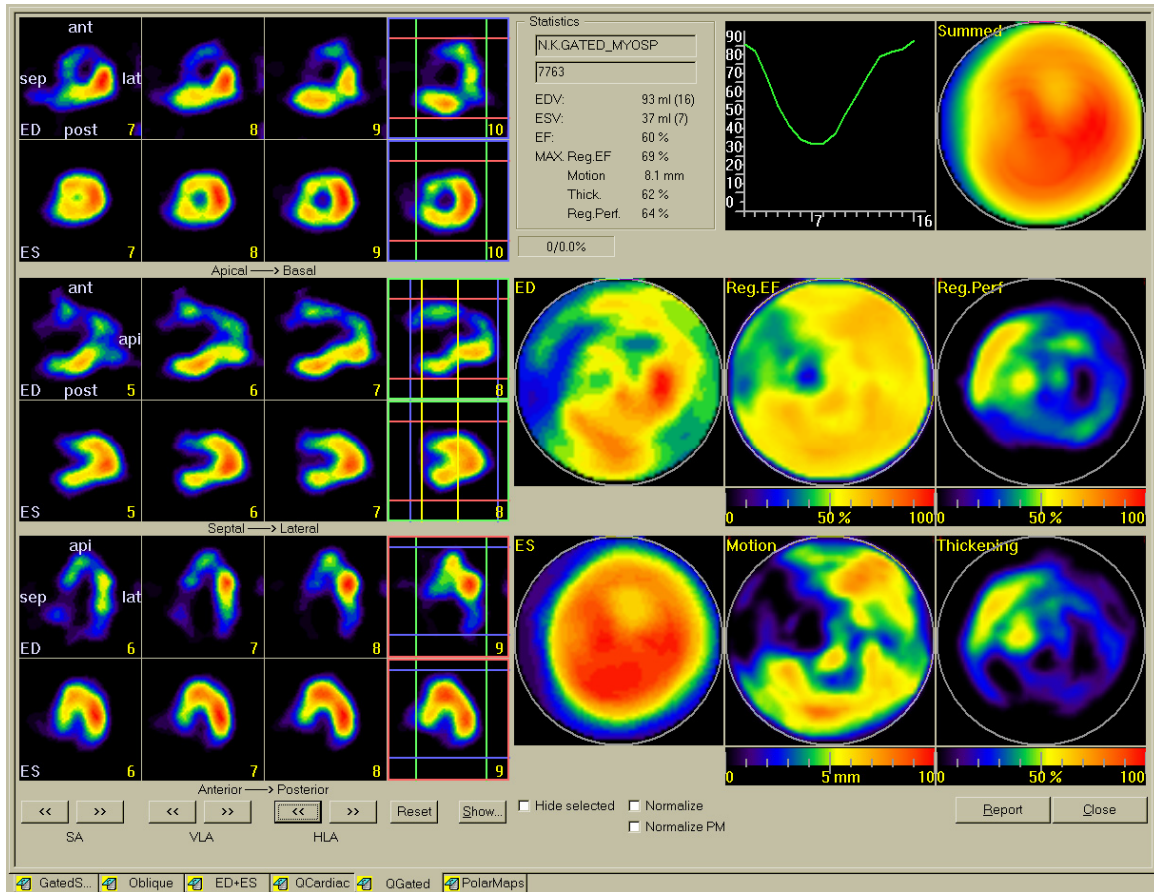 ant
sep lat
ED post 7 8 9 10
ES 7 8 9 10
Apical ----> Basal
ant
api
ED post 5 6 7 8
ES 5 6 7 8
Septal ----> Lateral
api
sep lat
ED 6 7 8 9
ES 6 7 8 9
Anterior ----> Posterior
Statistics
N.K.GATED_MYOSP
7763
EDV: 93 ml (16)
ESV: 37 ml (7)
EF: 60 %
MAX. Reg.EF 69 %
Motion 8.1 mm
Thick. 62 %
Reg.Perf. 64 %
0/0.0%
90
80
70
60
50
40
30
20
10
0
7 16
Summed
ED
Reg.EF
Reg.Perf
0 50 % 100
0 50 % 100
ES
Motion
Thickening
0 5 mm 10
0 50 % 100
<< >> << >> << >> Reset Show...
SA VLA HLA
Hide selected Normalize
Normalize PM
Report Close
GatedS... Oblique ED+ES QCardiac QGated PolarMaps